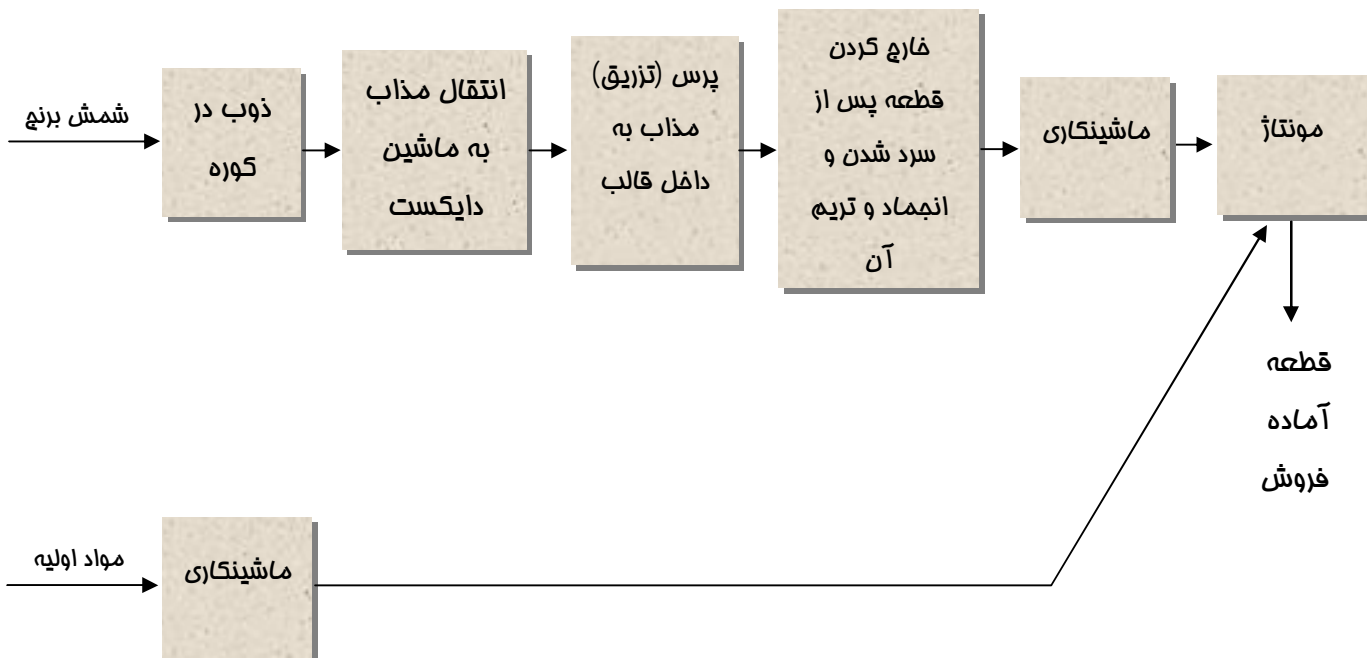 شمش برنج
ذوب در
کوره
انتقال مذاب
به ماشین
دایکست
پرس (تزریق)
مذاب به
داخل قالب
خارج کردن
قطعه پس از
سرد شدن و
انجماد و تریم
آن
ماشینکاری
مونتاژ
قطعه
آماده
فروش
مواد اولیه
ماشینکاری